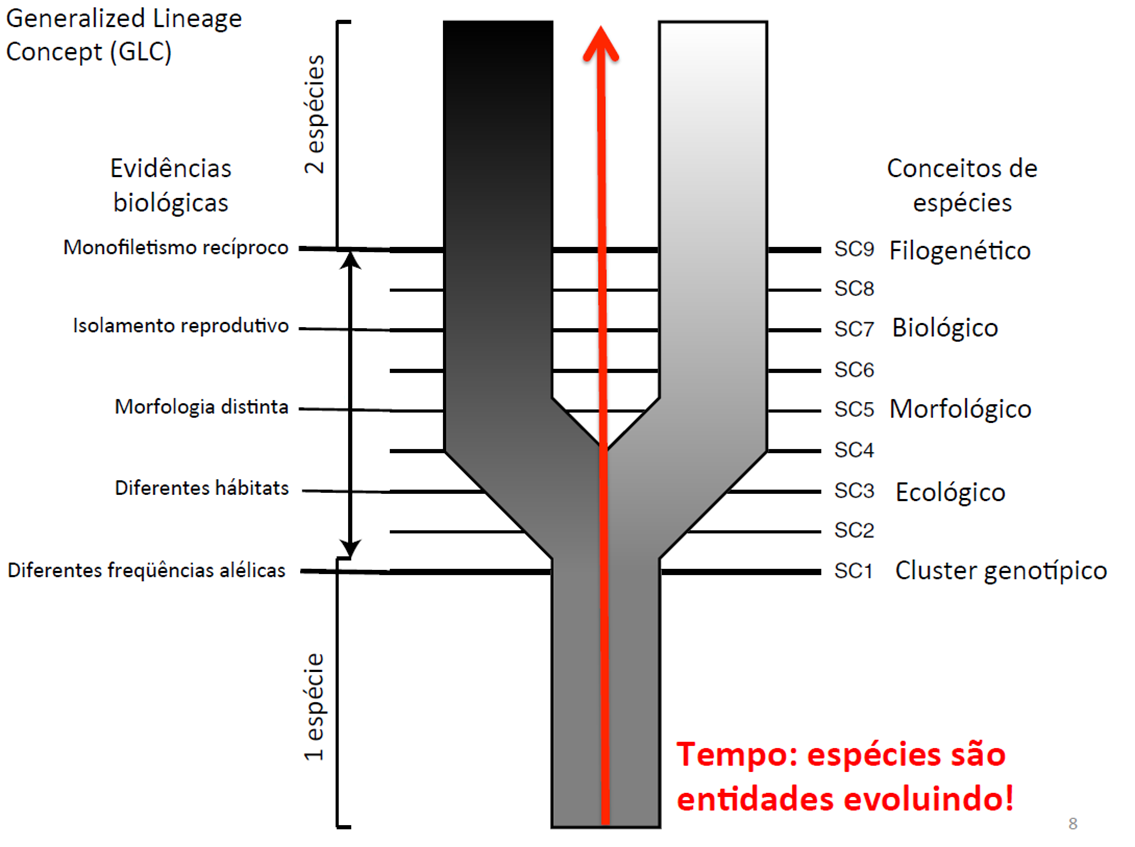 Generalized Lineage
Concept (GLC)
2 espécies
Evidências
biológicas
Conceitos de
espécies
Monofiletismo recíproco
SC9 Filogenético
SC8
Isolamento reprodutivo
SC7 Biológico
SC6
Morfologia distinta
SC5 Morfológico
SC4
Diferentes hábitats
SC3 Ecológico
SC2
Diferentes freqüências alélicas
SC1 Cluster genotípico
1 espécie
Tempo: espécies são
entidades evoluindo!
8